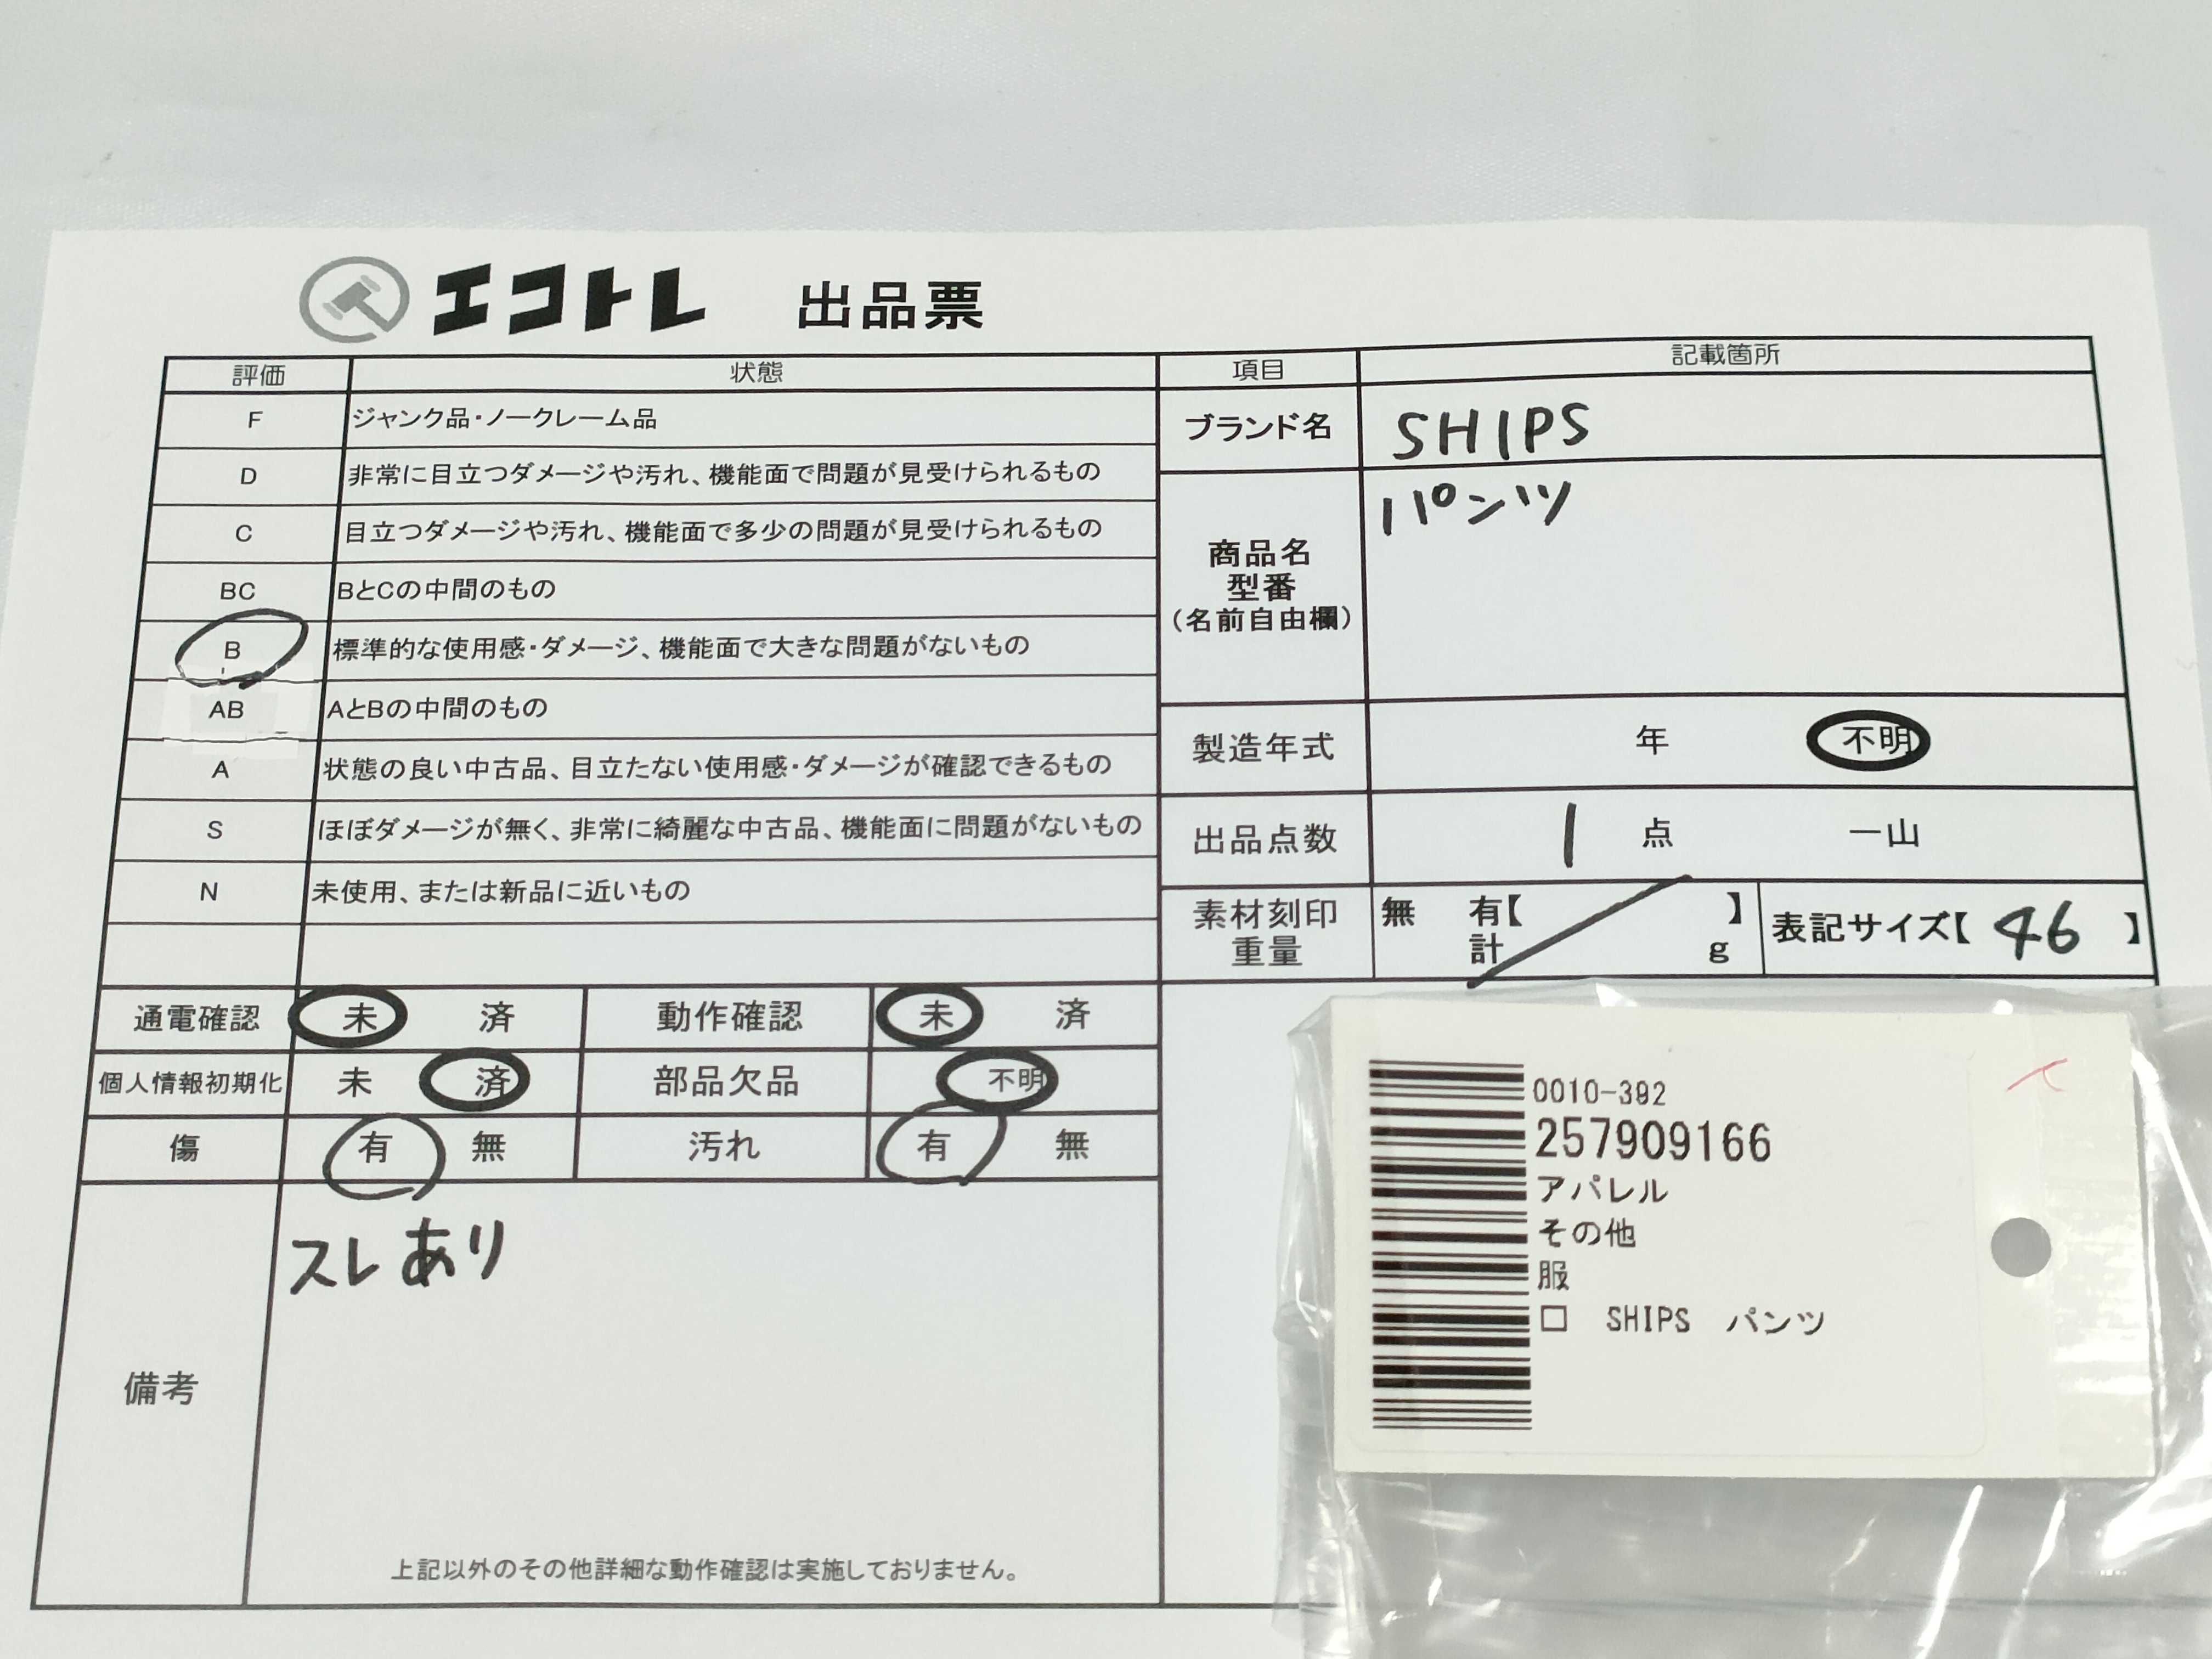 エコトレ 出品票
評価 状態
F ジャンク品・ノークレーム品
D 非常に目立つダメージや汚れ、機能面で問題が見受けられるもの
C 目立つダメージや汚れ、機能面で多少の問題が見受けられるもの
BC BとCの中間のもの
B 標準的な使用感・ダメージ、機能面で大きな問題がないもの
AB AとBの中間のもの
A 状態の良い中古品、目立たない使用感・ダメージが確認できるもの
S ほぼダメージが無く、非常に綺麗な中古品、機能面に問題がないもの
N 未使用、または新品に近いもの
通電確認 未 済 動作確認 未 済
個人情報初期化 未 済 部品欠品 不明
傷 有 無 汚れ 有 無
備考
スレあり
上記以外のその他詳細な動作確認は実施しておりません。
項目 記載箇所
ブランド名 SHIPS
商品名
型番
(名前自由欄)
パンツ
製造年式 年 不明
出品点数 1 点 一山
素材刻印 無 有【 】
重量 計 g
表記サイズ【 46 】
0010-392
257909166
アパレル
その他
服
口 SHIPS パンツ